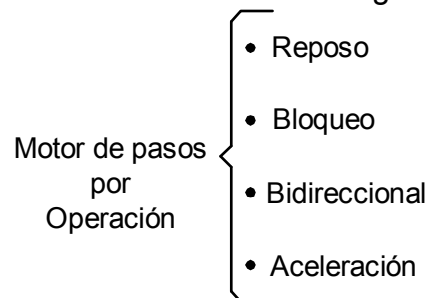 Motor de pasos
por
Operación
• Reposo
• Bloqueo
• Bidireccional
• Aceleración